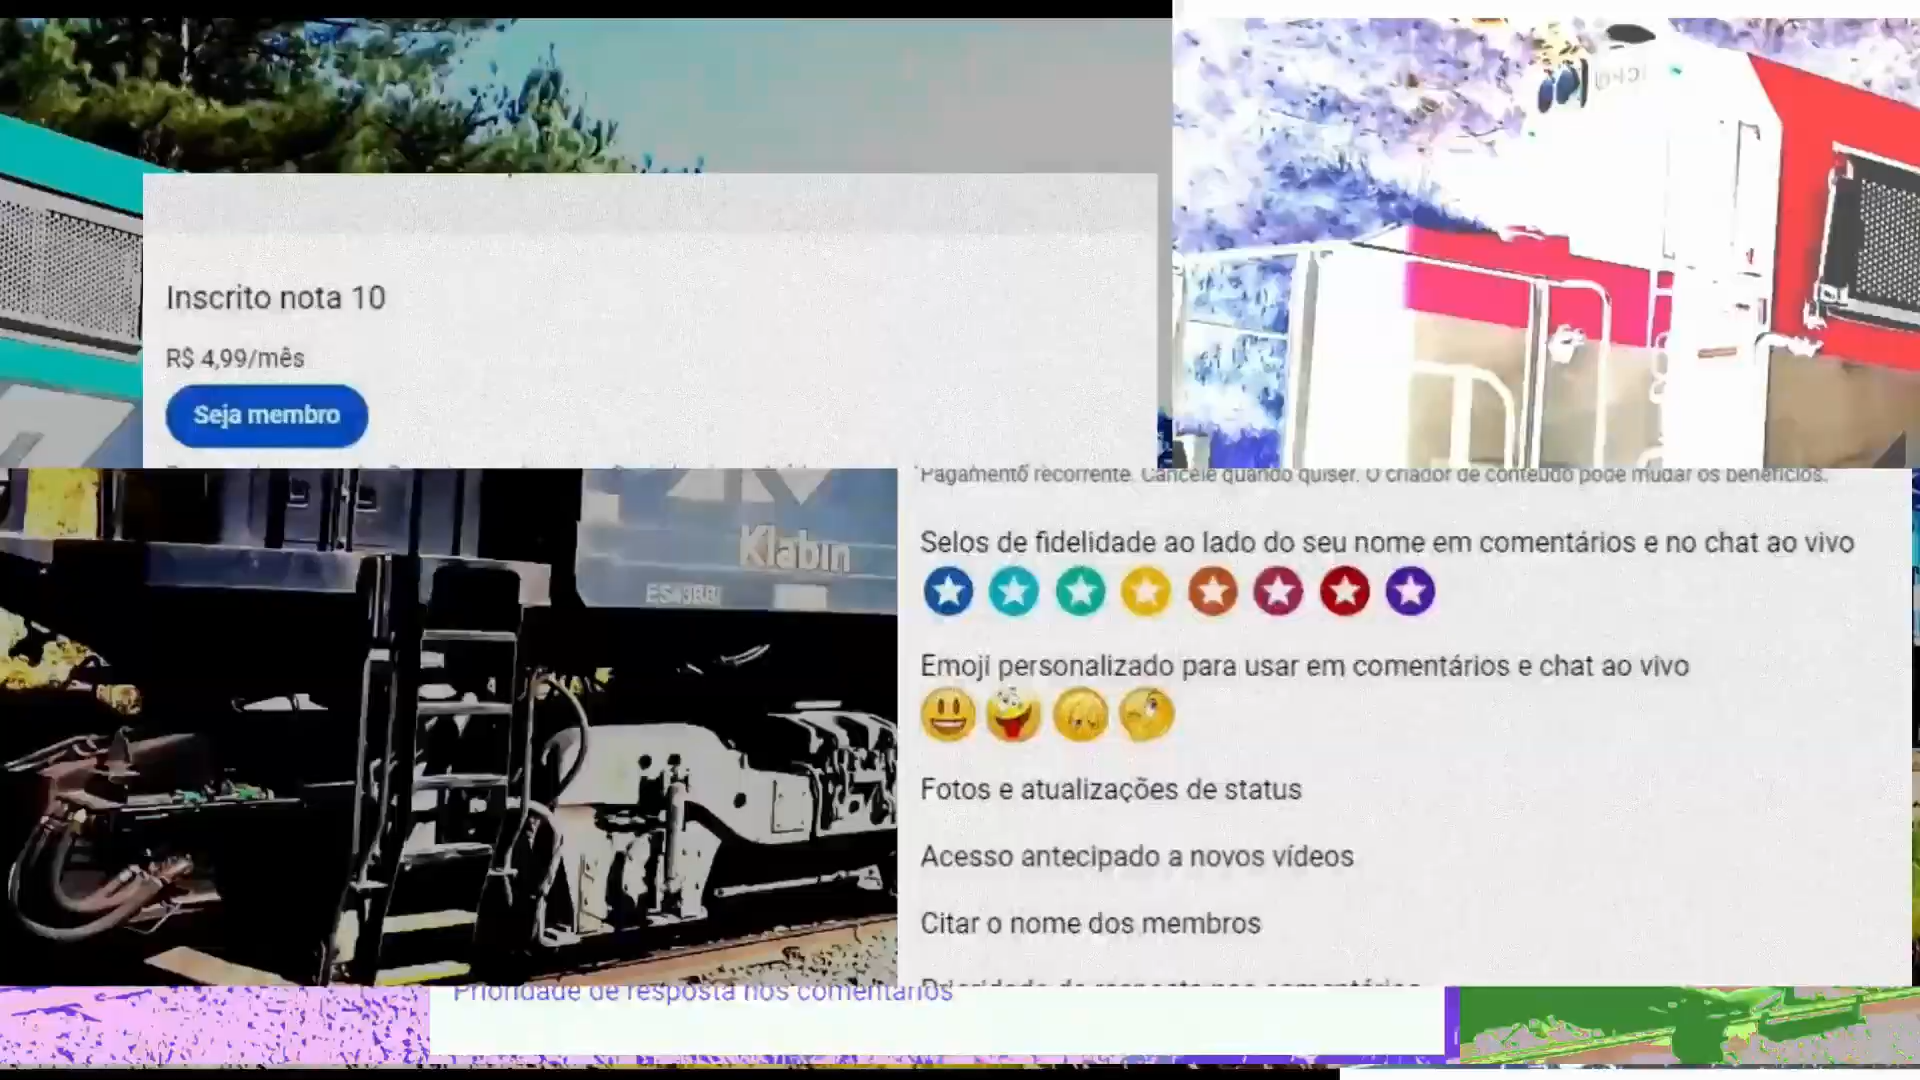 Inscrito nota 10
R$ 4,99/mês
Seja membro
Klabin
Pagamento recorrente. Cancele quando quiser. O criador de conteúdo pode mudar os benefícios.
Selos de fidelidade ao lado do seu nome em comentários e no chat ao vivo
Emoji personalizado para usar em comentários e chat ao vivo
Fotos e atualizações de status
Acesso antecipado a novos vídeos
Citar o nome dos membros
Prioridade de resposta nos comentários